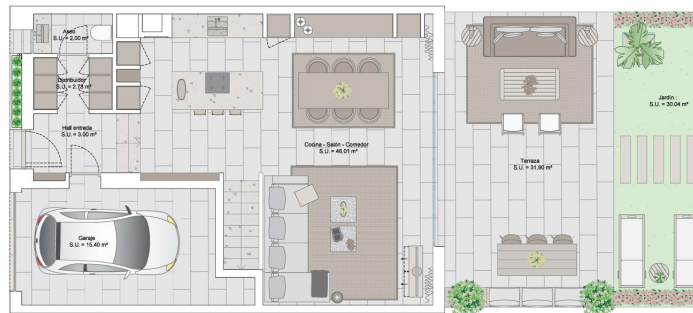 Aseo
S.U. = 2.00 m²
Distribuidor
S.U. = 2.73 m²
Hall entrada
S.U. = 3.00 m²
Cocina - Salón - Comedor
S.U. = 46.01 m²
Garaje
S.U. = 15.40 m²
Terraza
S.U. = 31.90 m²
Jardín :
S.U. = 30.04 m²